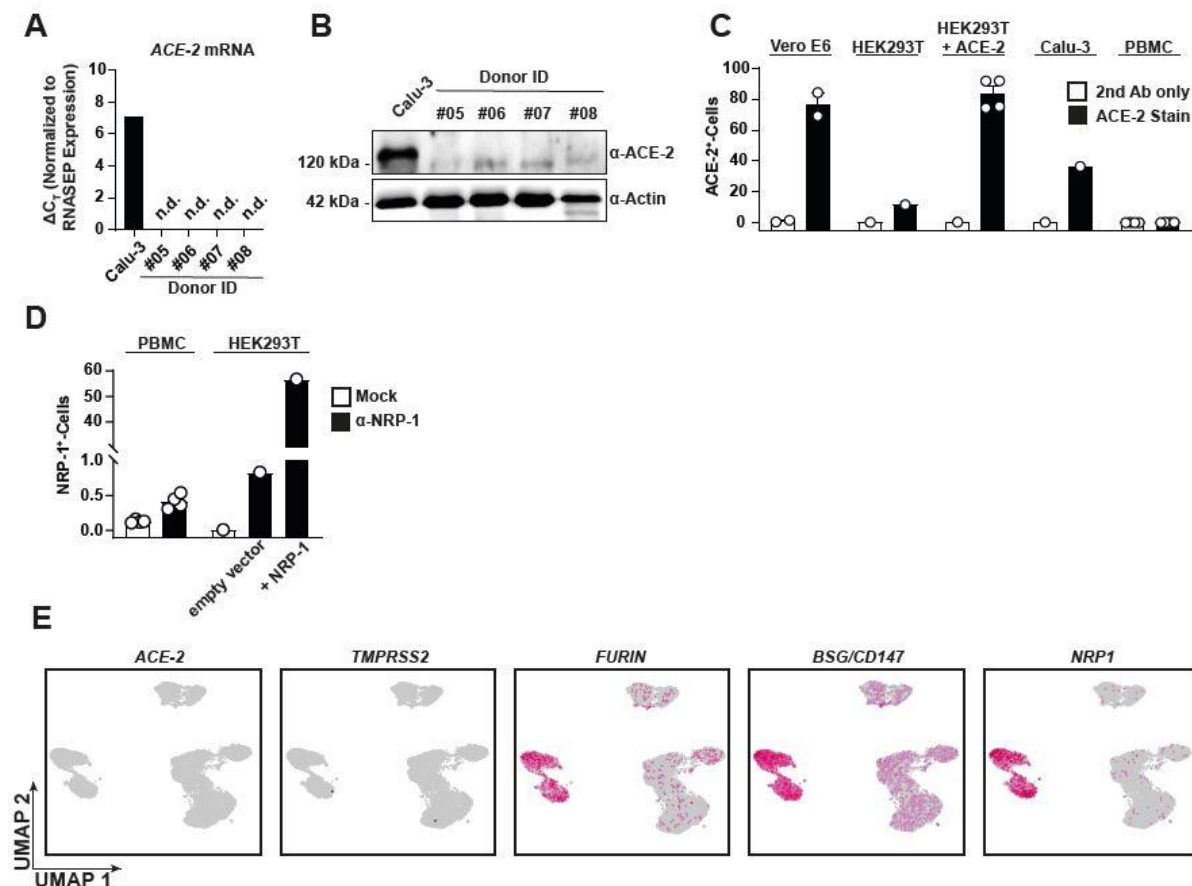 A
ACE-2 mRNA
ΔCT (Normalized to
RNASEP Expression)
10
8
6
4
2
0
n.d.
n.d.
n.d.
n.d.
Calu-3
#05
#06
#07
#08
Donor ID
B
Donor ID
Calu-3
#05
#06
#07
#08
120 kDa -
α-ACE-2
42 kDa -
α-Actin
C
Vero E6
HEK293T
HEK293T
+ ACE-2
Calu-3
PBMC
ACE-2+-Cells
100
80
60
40
20
0
2nd Ab only
ACE-2 Stain
D
PBMC
HEK293T
NRP-1+-Cells
60
50
40
1.0
0.5
0.0
Mock
α-NRP-1
empty vector
+ NRP-1
E
ACE-2
TMPRSS2
FURIN
BSG/CD147
NRP1
UMAP 2
UMAP 1